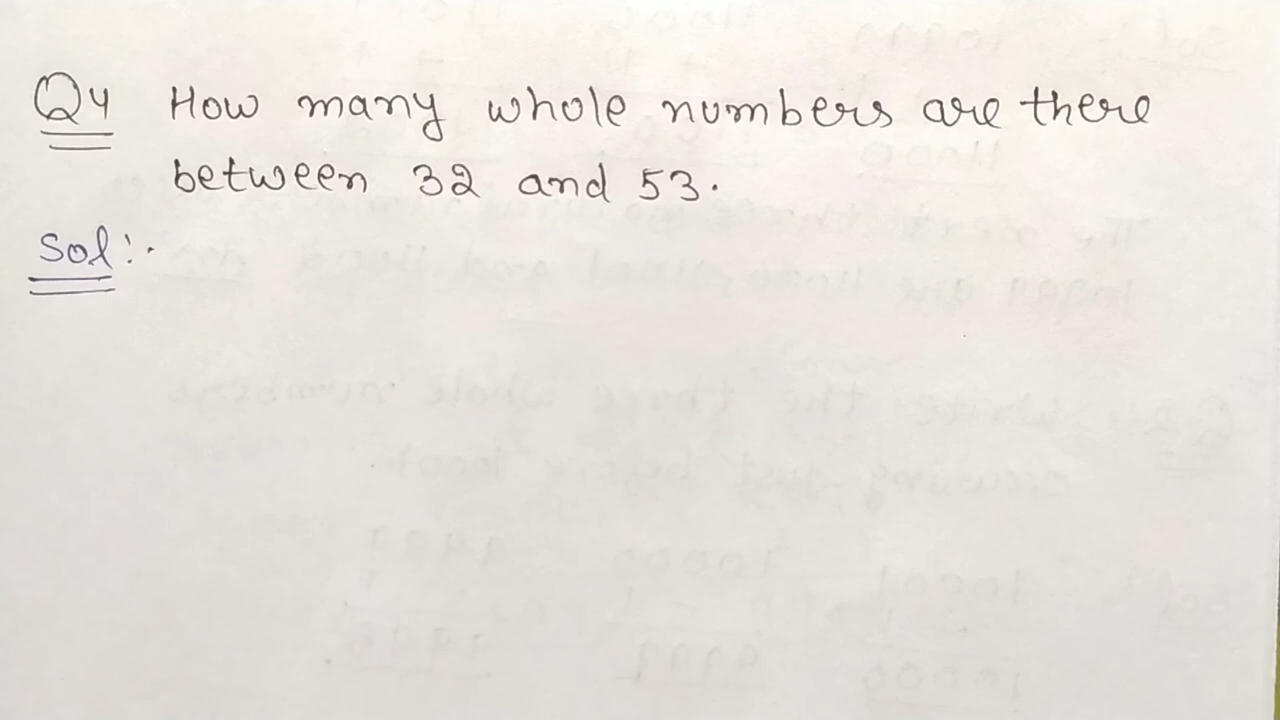 Q4 How many whole numbers are there
between 32 and 53.
Sol:-